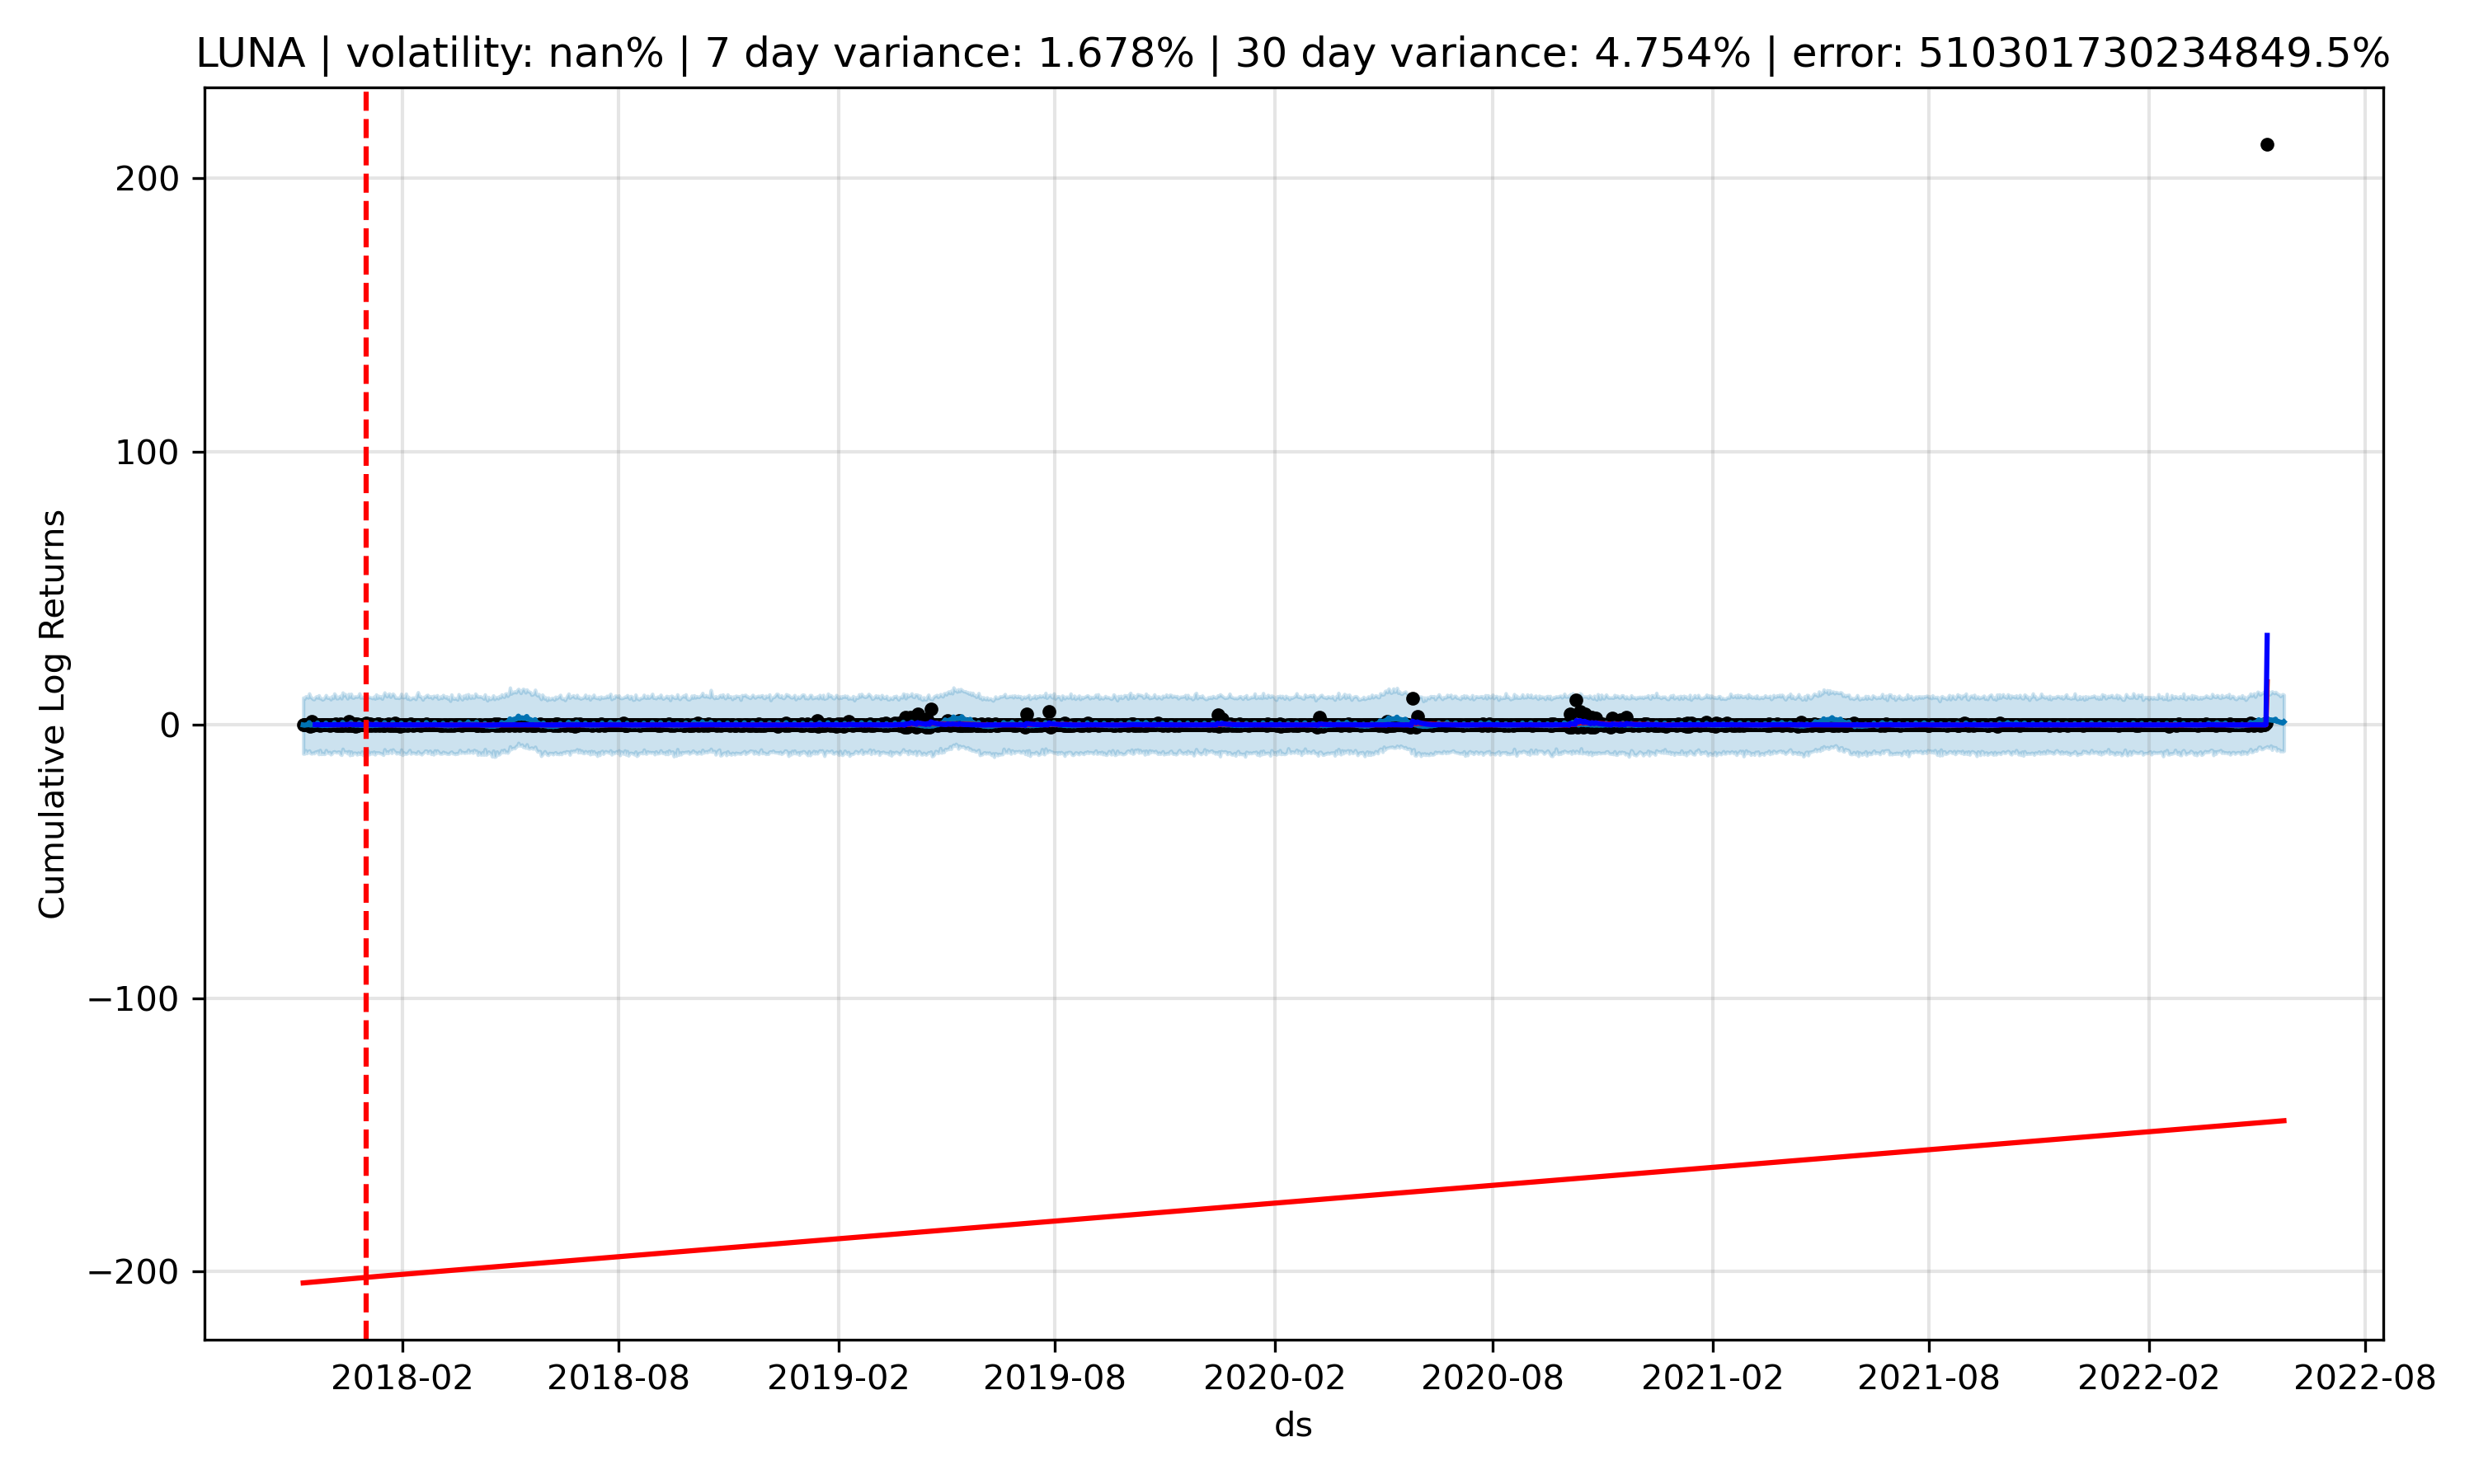 LUNA | volatility: nan% | 7 day variance: 1.678% | 30 day variance: 4.754% | error: 510301730234849.5%
Cumulative Log Returns
200
100
0
−100
−200
2018-02 2018-08 2019-02 2019-08 2020-02 2020-08 2021-02 2021-08 2022-02 2022-08
ds